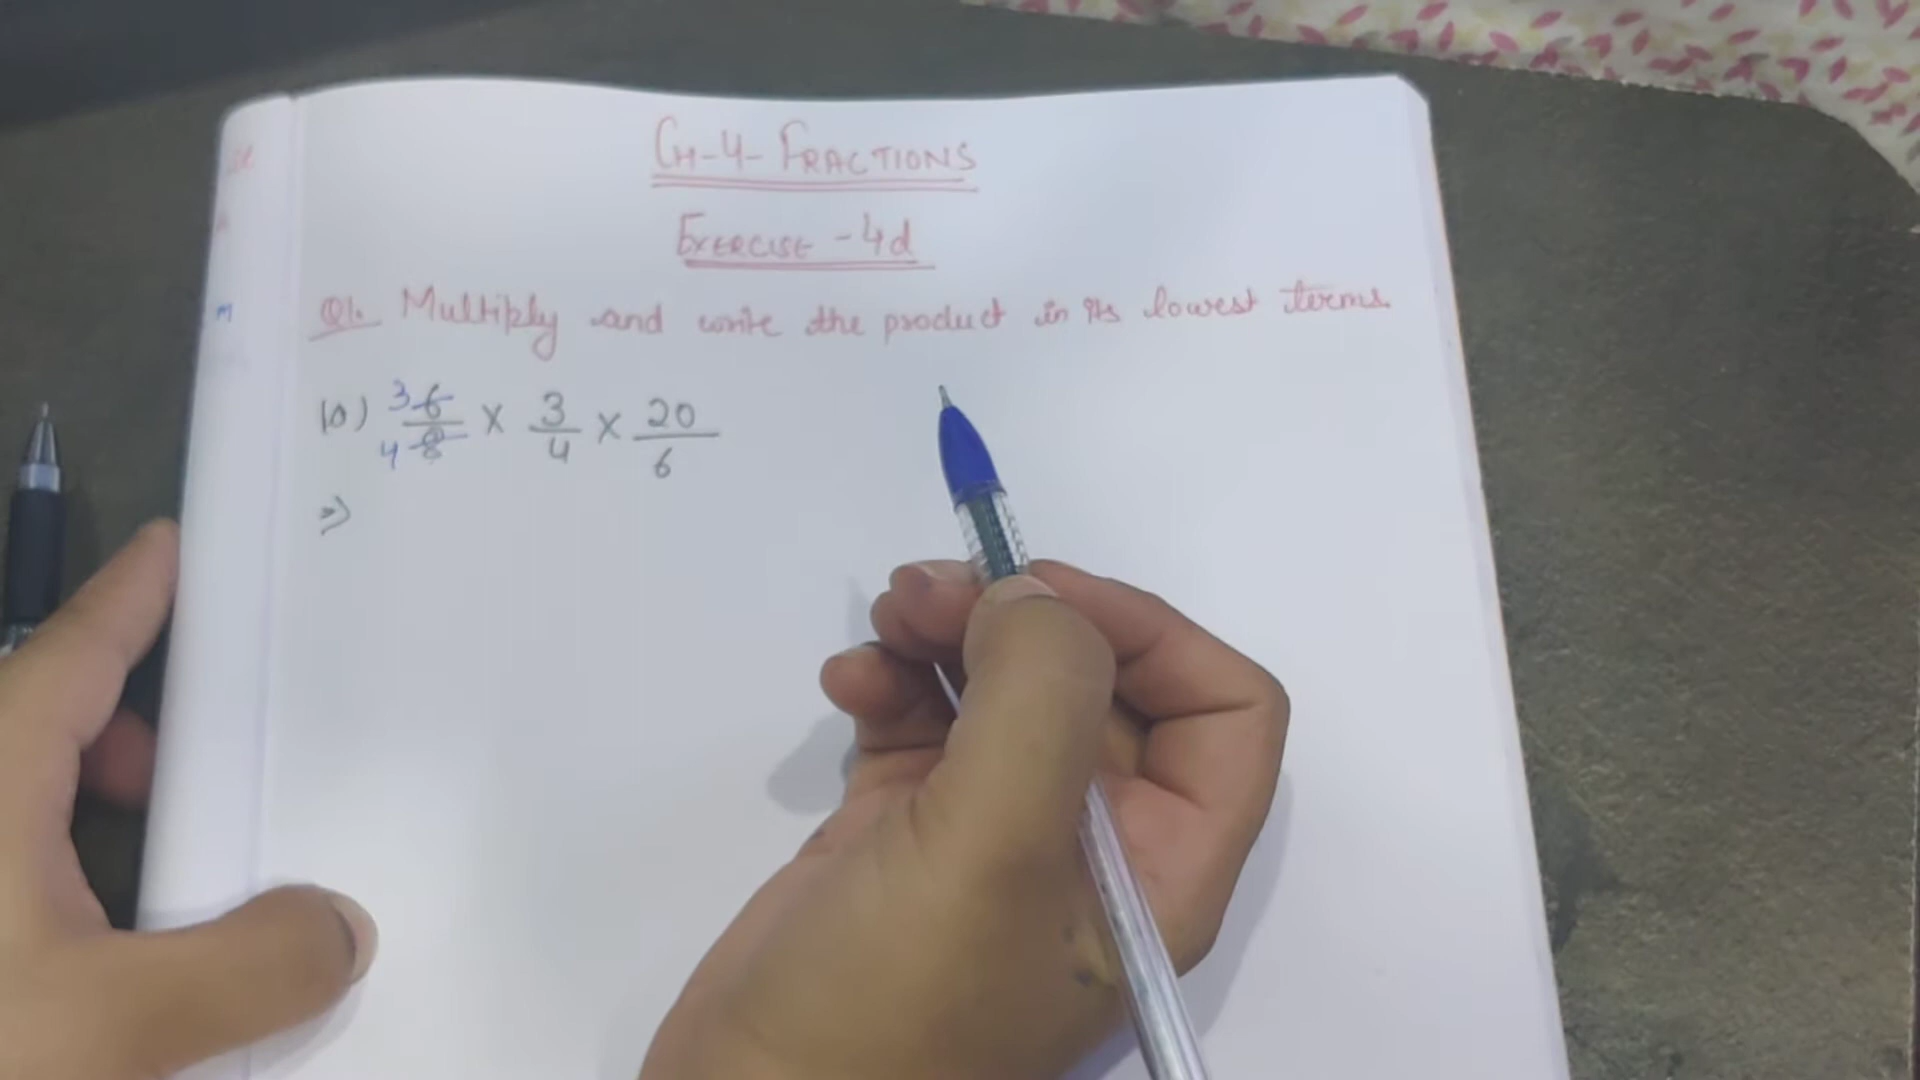 CH-4- FRACTIONS
EXERCISE - 4d
Q1. Multiply and write the product in its lowest terms.
10) 3 6/4 8 × 3/4 × 20/6
⇒